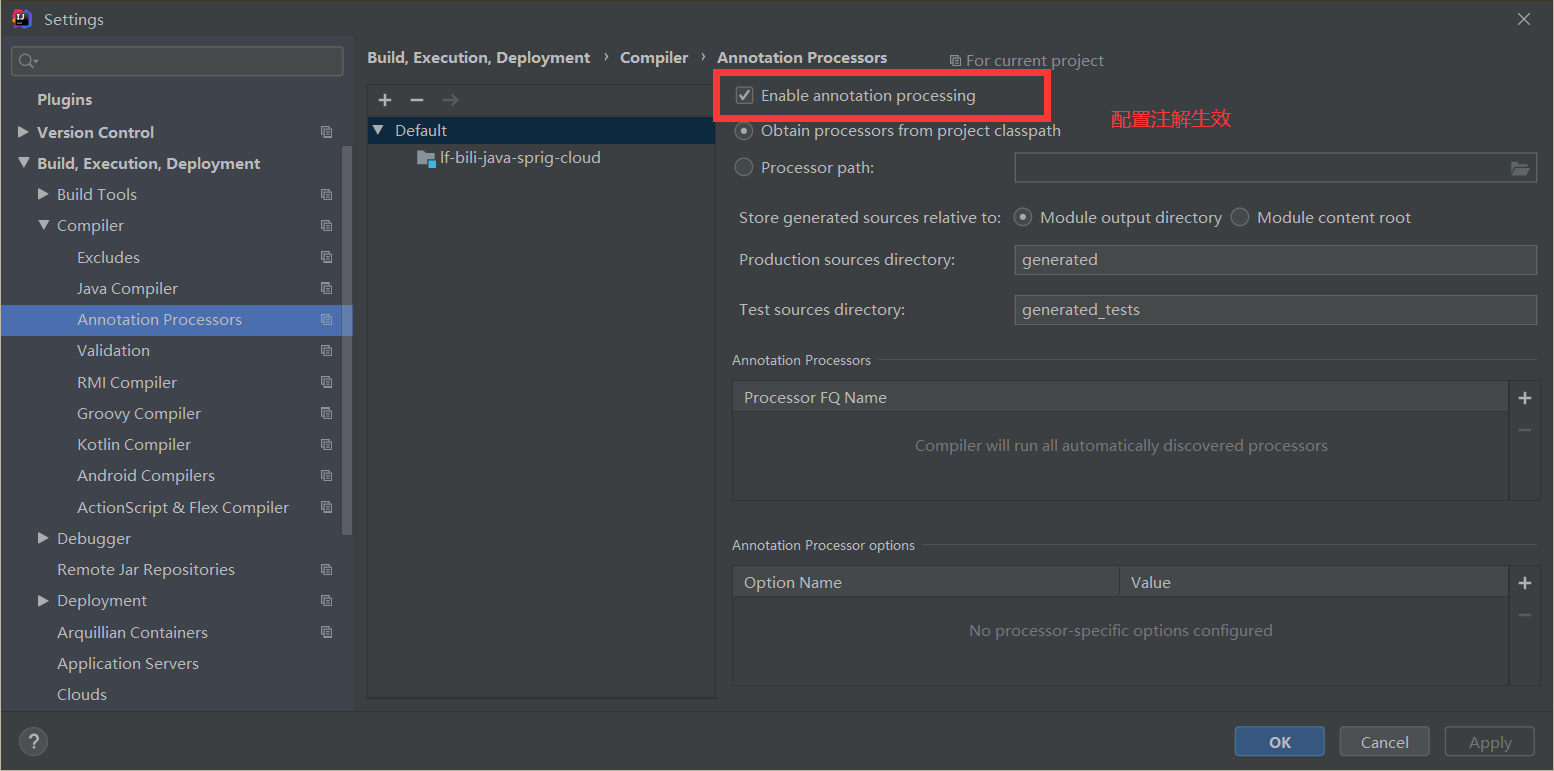 Settings
Plugins
Version Control
Build, Execution, Deployment
Build Tools
Compiler
Excludes
Java Compiler
Annotation Processors
Validation
RMI Compiler
Groovy Compiler
Kotlin Compiler
Android Compilers
ActionScript & Flex Compiler
Debugger
Remote Jar Repositories
Deployment
Arquillian Containers
Application Servers
Clouds
Build, Execution, Deployment › Compiler › Annotation Processors For current project
Default
lf-bili-java-sprig-cloud
Enable annotation processing
配置注解生效
Obtain processors from project classpath
Processor path:
Store generated sources relative to: Module output directory Module content root
Production sources directory: generated
Test sources directory: generated_tests
Annotation Processors
Processor FQ Name
Compiler will run all automatically discovered processors
Annotation Processor options
Option Name Value
No processor-specific options configured
? OK Cancel Apply